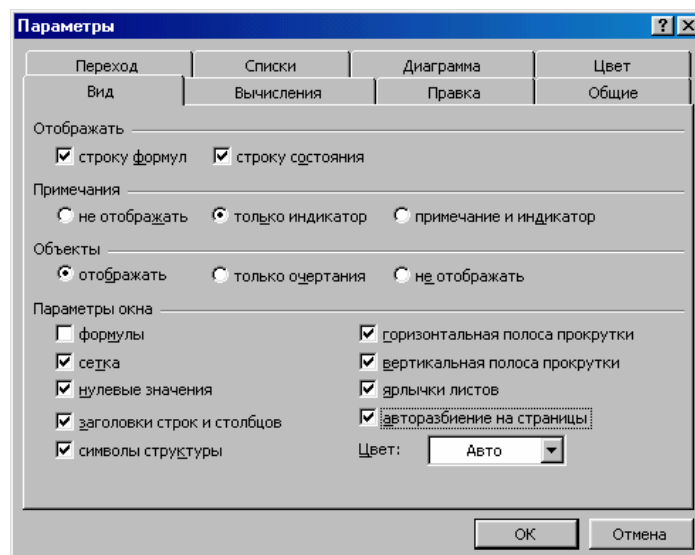 Параметры
Переход Списки Диаграмма Цвет
Вид Вычисления Правка Общие
Отображать
строку формул строку состояния
Примечания
не отображать только индикатор примечание и индикатор
Объекты
отображать только очертания не отображать
Параметры окна
формулы горизонтальная полоса прокрутки
сетка вертикальная полоса прокрутки
нулевые значения ярлычки листов
заголовки строк и столбцов авторазбиение на страницы
символы структуры Цвет: Авто
ОК Отмена